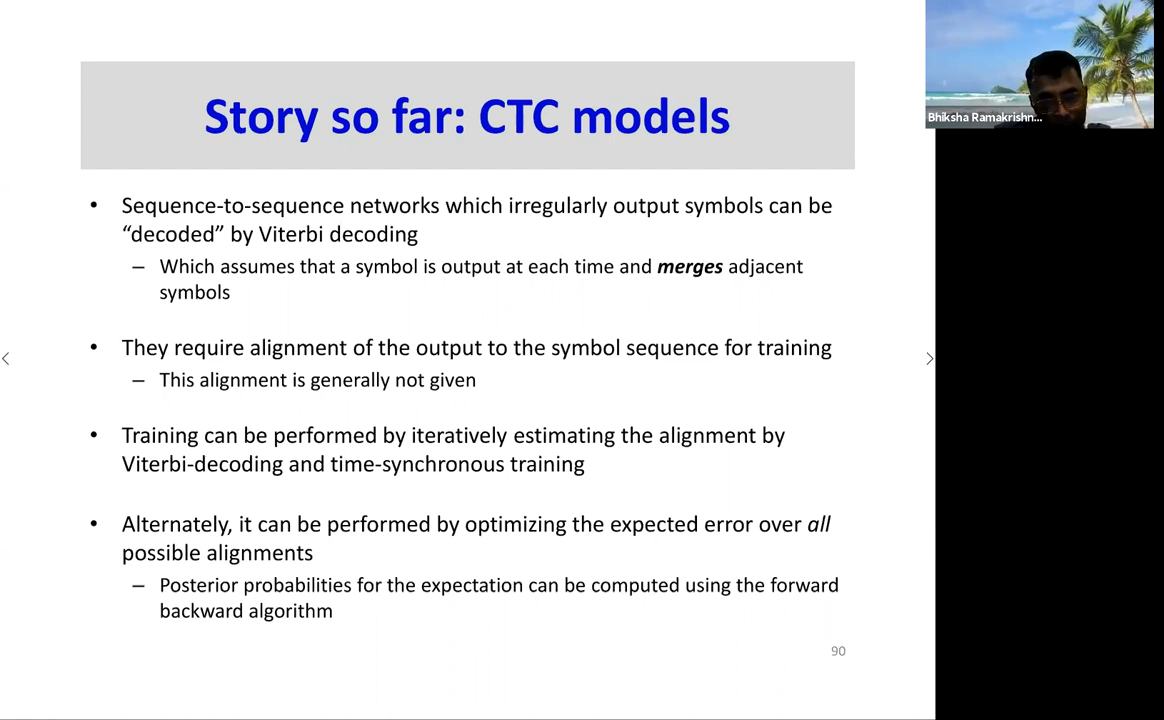 Story so far: CTC models
Bhiksha Ramakrishn...
• Sequence-to-sequence networks which irregularly output symbols can be
“decoded” by Viterbi decoding
– Which assumes that a symbol is output at each time and merges adjacent
symbols
• They require alignment of the output to the symbol sequence for training
– This alignment is generally not given
• Training can be performed by iteratively estimating the alignment by
Viterbi-decoding and time-synchronous training
• Alternately, it can be performed by optimizing the expected error over all
possible alignments
– Posterior probabilities for the expectation can be computed using the forward
backward algorithm
90